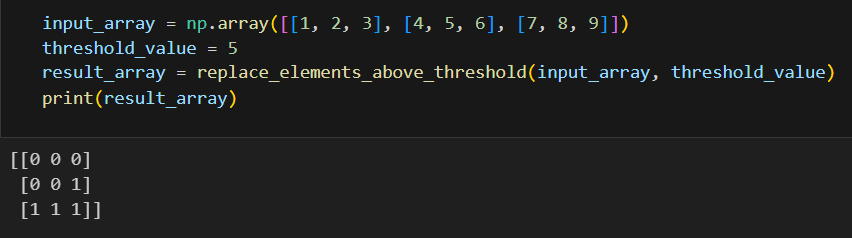 input_array = np.array([[1, 2, 3], [4, 5, 6], [7, 8, 9]])
threshold_value = 5
result_array = replace_elements_above_threshold(input_array, threshold_value)
print(result_array)
[[0 0 0]
 [0 0 1]
 [1 1 1]]